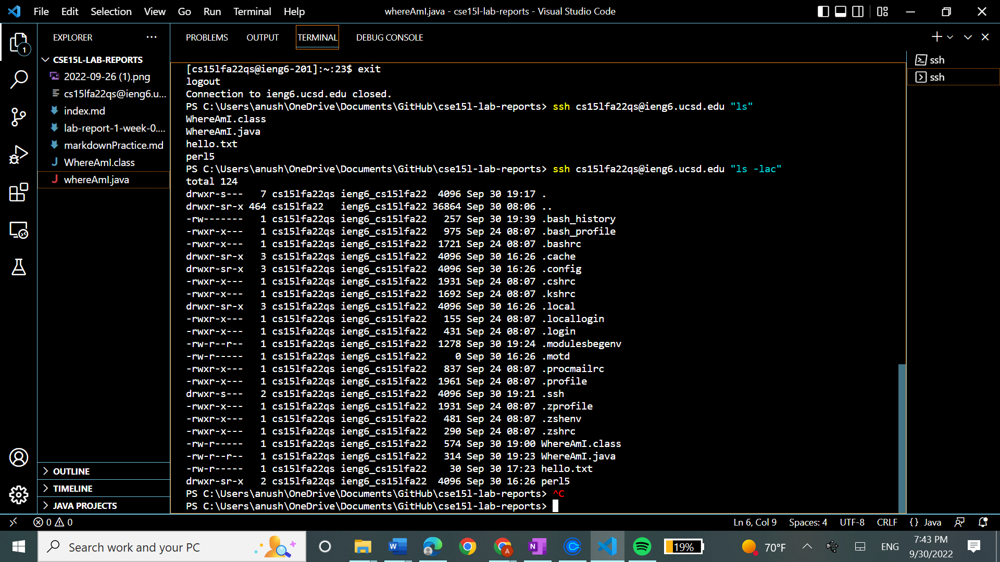 File Edit Selection View Go Run Terminal Help
whereAmI.java - cse15l-lab-reports - Visual Studio Code
EXPLORER
1
CSE15L-LAB-REPORTS
2022-09-26 (1).png
cs15lfa22qs@ieng6.u...
index.md
lab-report-1-week-0....
markdownPractice.md
J WhereAmI.class
J whereAmI.java
OUTLINE
TIMELINE
JAVA PROJECTS
PROBLEMS OUTPUT TERMINAL DEBUG CONSOLE
[cs15lfa22qs@ieng6-201]:~:23$ exit
logout
Connection to ieng6.ucsd.edu closed.
PS C:\Users\anush\OneDrive\Documents\GitHub\cse15l-lab-reports> ssh cs15lfa22qs@ieng6.ucsd.edu "ls"
WhereAmI.class
WhereAmI.java
hello.txt
perl5
PS C:\Users\anush\OneDrive\Documents\GitHub\cse15l-lab-reports> ssh cs15lfa22qs@ieng6.ucsd.edu "ls -lac"
total 124
drwxr-s---   7 cs15lfa22qs ieng6_cs15lfa22  4096 Sep 30 19:17 .
drwxr-sr-x 464 cs15lfa22   ieng6_cs15lfa22 36864 Sep 30 08:06 ..
-rw-------   1 cs15lfa22qs ieng6_cs15lfa22   257 Sep 30 19:39 .bash_history
-rwxr-x---   1 cs15lfa22qs ieng6_cs15lfa22   975 Sep 24 08:07 .bash_profile
-rwxr-x---   1 cs15lfa22qs ieng6_cs15lfa22  1721 Sep 24 08:07 .bashrc
drwxr-sr-x   3 cs15lfa22qs ieng6_cs15lfa22  4096 Sep 30 16:26 .cache
drwxr-sr-x   3 cs15lfa22qs ieng6_cs15lfa22  4096 Sep 30 16:26 .config
-rwxr-x---   1 cs15lfa22qs ieng6_cs15lfa22  1931 Sep 24 08:07 .cshrc
-rwxr-x---   1 cs15lfa22qs ieng6_cs15lfa22  1692 Sep 24 08:07 .kshrc
drwxr-sr-x   3 cs15lfa22qs ieng6_cs15lfa22  4096 Sep 30 16:26 .local
-rwxr-x---   1 cs15lfa22qs ieng6_cs15lfa22   155 Sep 24 08:07 .locallogin
-rwxr-x---   1 cs15lfa22qs ieng6_cs15lfa22   431 Sep 24 08:07 .login
-rw-r--r--   1 cs15lfa22qs ieng6_cs15lfa22  1278 Sep 30 19:24 .modulesbegenv
-rw-r-----   1 cs15lfa22qs ieng6_cs15lfa22     0 Sep 30 16:26 .motd
-rwxr-x---   1 cs15lfa22qs ieng6_cs15lfa22   837 Sep 24 08:07 .procmailrc
-rwxr-x---   1 cs15lfa22qs ieng6_cs15lfa22  1961 Sep 24 08:07 .profile
drwxr-s---   2 cs15lfa22qs ieng6_cs15lfa22  4096 Sep 30 19:21 .ssh
-rwxr-x---   1 cs15lfa22qs ieng6_cs15lfa22  1931 Sep 24 08:07 .zprofile
-rwxr-x---   1 cs15lfa22qs ieng6_cs15lfa22   481 Sep 24 08:07 .zshenv
-rwxr-x---   1 cs15lfa22qs ieng6_cs15lfa22   290 Sep 24 08:07 .zshrc
-rw-r-----   1 cs15lfa22qs ieng6_cs15lfa22   574 Sep 30 19:00 WhereAmI.class
-rw-r--r--   1 cs15lfa22qs ieng6_cs15lfa22   314 Sep 30 19:23 WhereAmI.java
-rw-r-----   1 cs15lfa22qs ieng6_cs15lfa22    30 Sep 30 17:23 hello.txt
drwxr-sr-x   2 cs15lfa22qs ieng6_cs15lfa22  4096 Sep 30 16:26 perl5
PS C:\Users\anush\OneDrive\Documents\GitHub\cse15l-lab-reports> ^C
PS C:\Users\anush\OneDrive\Documents\GitHub\cse15l-lab-reports>
ssh
ssh
0 0
Ln 6, Col 9 Spaces: 4 UTF-8 CRLF {} Java
Search work and your PC
W
A
N
19%
70°F
ENG
7:43 PM
9/30/2022